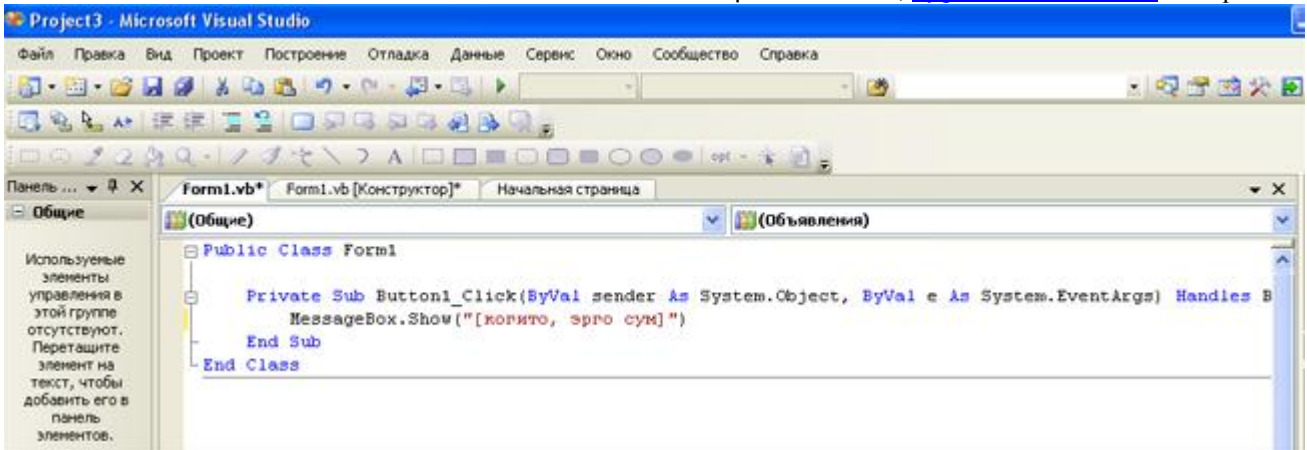 Project3 - Microsoft Visual Studio
Файл Правка Вид Проект Построение Отладка Данные Сервис Окно Сообщество Справка
Панель ... Form1.vb* Form1.vb [Конструктор]* Начальная страница
Общие (Общие) (Объявления)
Public Class Form1
Private Sub Button1_Click(ByVal sender As System.Object, ByVal e As System.EventArgs) Handles B
MessageBox.Show("[когито, эрго сум]")
End Sub
End Class
Используемые
элементы
управления в
этой группе
отсутствуют.
Перетащите
элемент на
текст, чтобы
добавить его в
панель
элементов.